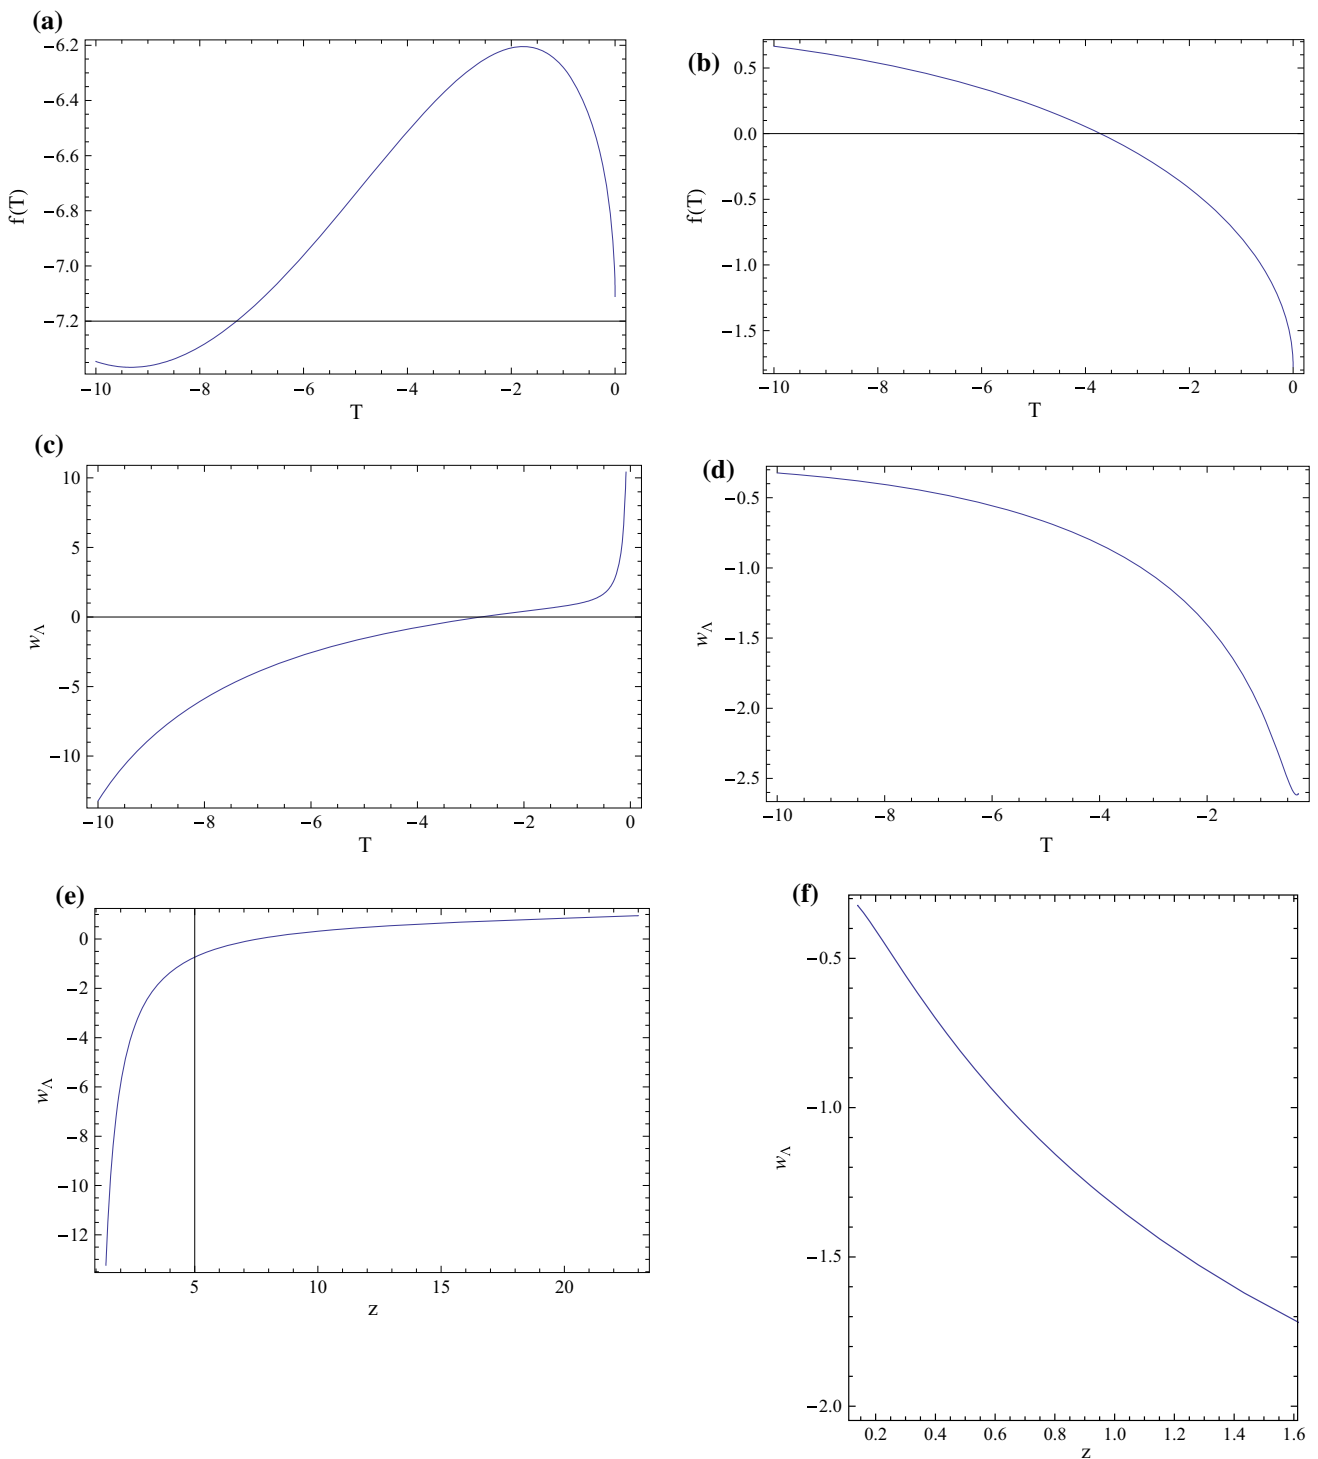 (a)
−6.2
−6.4
−6.6
−6.8
−7.0
−7.2
f(T)
−10 −8 −6 −4 −2 0
T
(b)
0.5
0.0
−0.5
−1.0
−1.5
f(T)
−10 −8 −6 −4 −2 0
T
(c)
10
5
0
−5
−10
w_Λ
−10 −8 −6 −4 −2 0
T
(d)
−0.5
−1.0
−1.5
−2.0
−2.5
w_Λ
−10 −8 −6 −4 −2
T
(e)
0
−2
−4
−6
−8
−10
−12
w_Λ
5 10 15 20
z
(f)
−0.5
−1.0
−1.5
−2.0
w_Λ
0.2 0.4 0.6 0.8 1.0 1.2 1.4 1.6
z